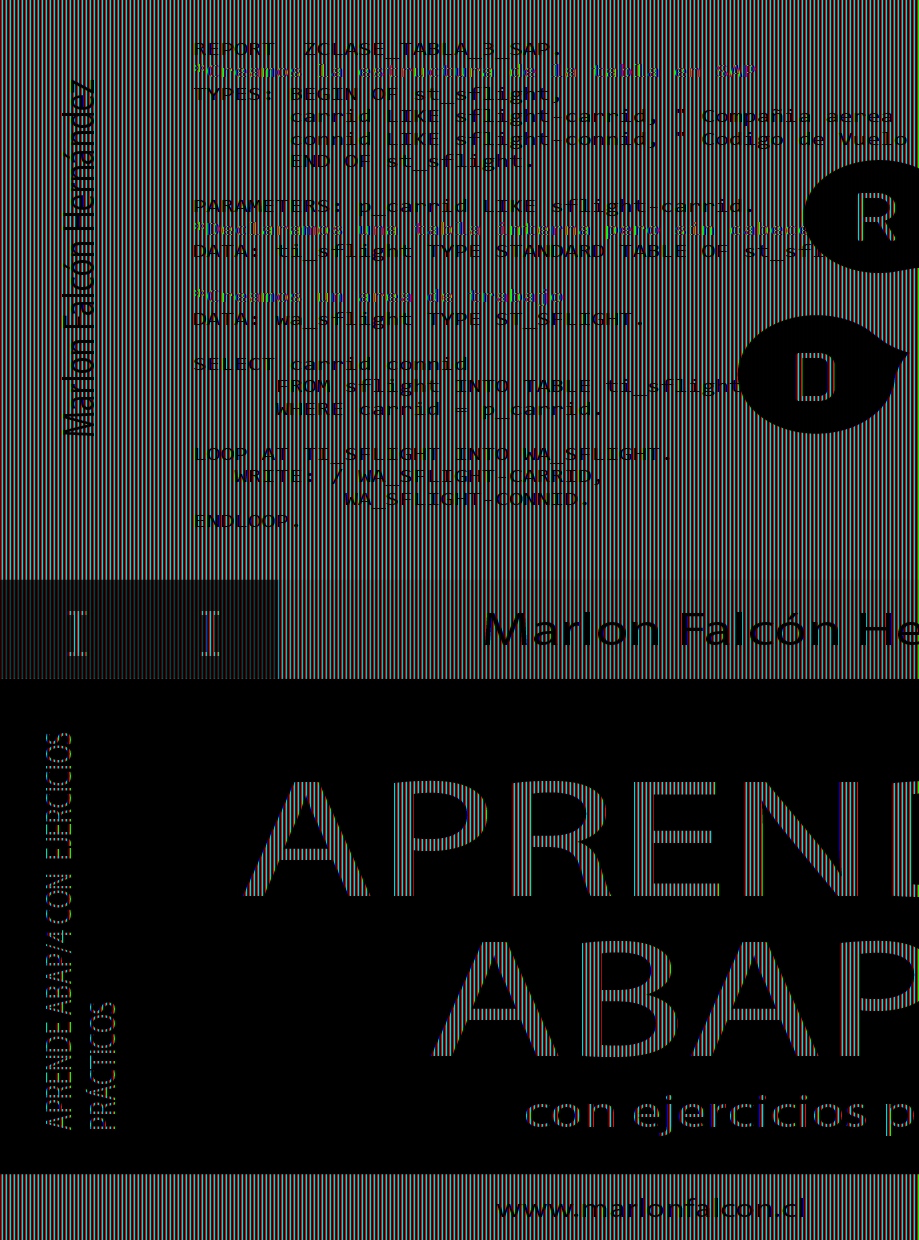 REPORT ZCLASE_TABLA_3_SAP.
"Creamos la estructura de la tabla en SAP
TYPES: BEGIN OF st_sflight,
carrid LIKE sflight-carrid, " Compañia aerea
connid LIKE sflight-connid, " Codigo de Vuelo
END OF st_sflight.
PARAMETERS: p_carrid LIKE sflight-carrid.
"Declaramos una tabla interna pero sin
DATA: ti_sflight TYPE STANDARD TABLE OF
"Creamos un area de trabajo
DATA: wa_sflight TYPE ST_SFLIGHT.
SELECT carrid connid
FROM sflight INTO TABLE ti_sflight
WHERE carrid = p_carrid.
LOOP AT TI_SFLIGHT INTO WA_SFLIGHT.
WRITE: / WA_SFLIGHT-CARRID,
WA_SFLIGHT-CONNID.
ENDLOOP.
Marlon Falcón Hernández
R
D
I I
Marlon Falcón He
APRENDE ABAP/4 CON EJERCICIOS
PRÁCTICOS
APREN
ABAP
con ejercicios p
www.marlonfalcon.cl